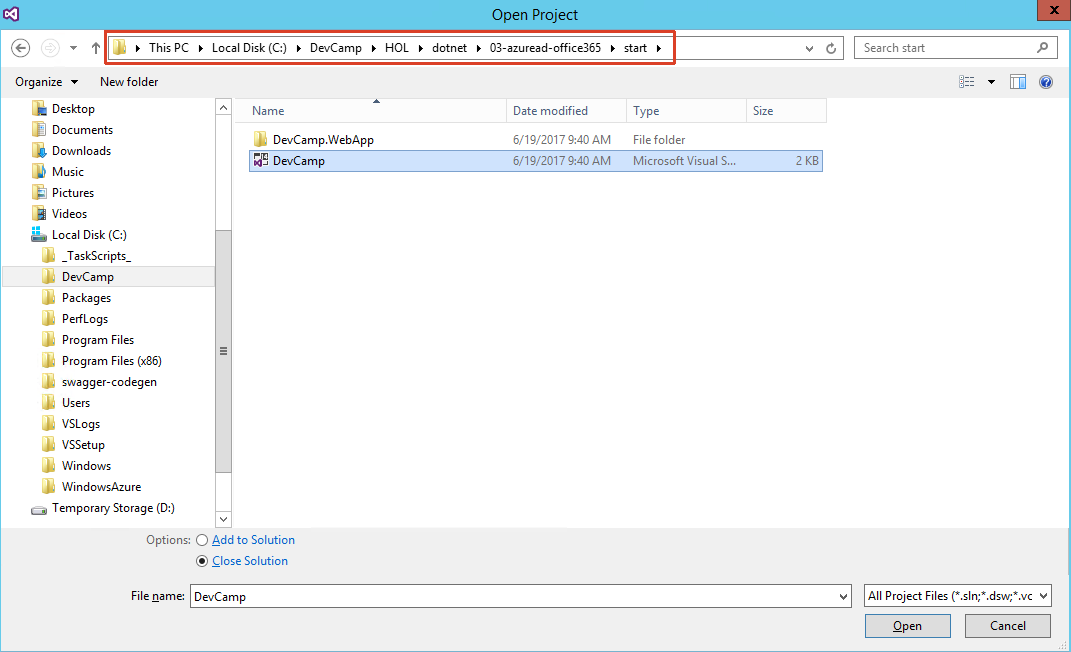 Open Project
This PC Local Disk (C:) DevCamp HOL dotnet 03-azuread-office365 start
Search start
Organize New folder
Name Date modified Type Size
Desktop
Documents
Downloads
Music
Pictures
Videos
Local Disk (C:)
_TaskScripts_
DevCamp
Packages
PerfLogs
Program Files
Program Files (x86)
swagger-codegen
Users
VSLogs
VSSetup
Windows
WindowsAzure
Temporary Storage (D:)
DevCamp.WebApp 6/19/2017 9:40 AM File folder
DevCamp 6/19/2017 9:40 AM Microsoft Visual S... 2 KB
Options: Add to Solution
Close Solution
File name: DevCamp All Project Files (*.sln;*.dsw;*.vc
Open Cancel